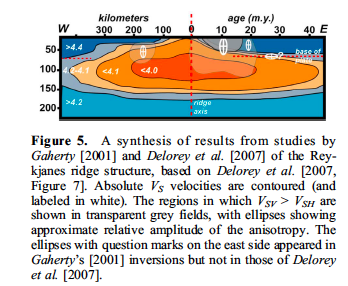 kilometers age (m.y.)
W 300 200 100 10 20 30 40 E
>4.4
50 base of
100 <4.1 <4.0
150
>4.2
200 ridge
axis
Figure 5. A synthesis of results from studies by
Gaherty [2001] and Delorey et al. [2007] of the Rey-
kjanes ridge structure, based on Delorey et al. [2007,
Figure 7]. Absolute VS velocities are contoured (and
labeled in white). The regions in which VSV > VSH are
shown in transparent grey fields, with ellipses showing
approximate relative amplitude of the anisotropy. The
ellipses with question marks on the east side appeared in
Gaherty's [2001] inversions but not in those of Delorey
et al. [2007].